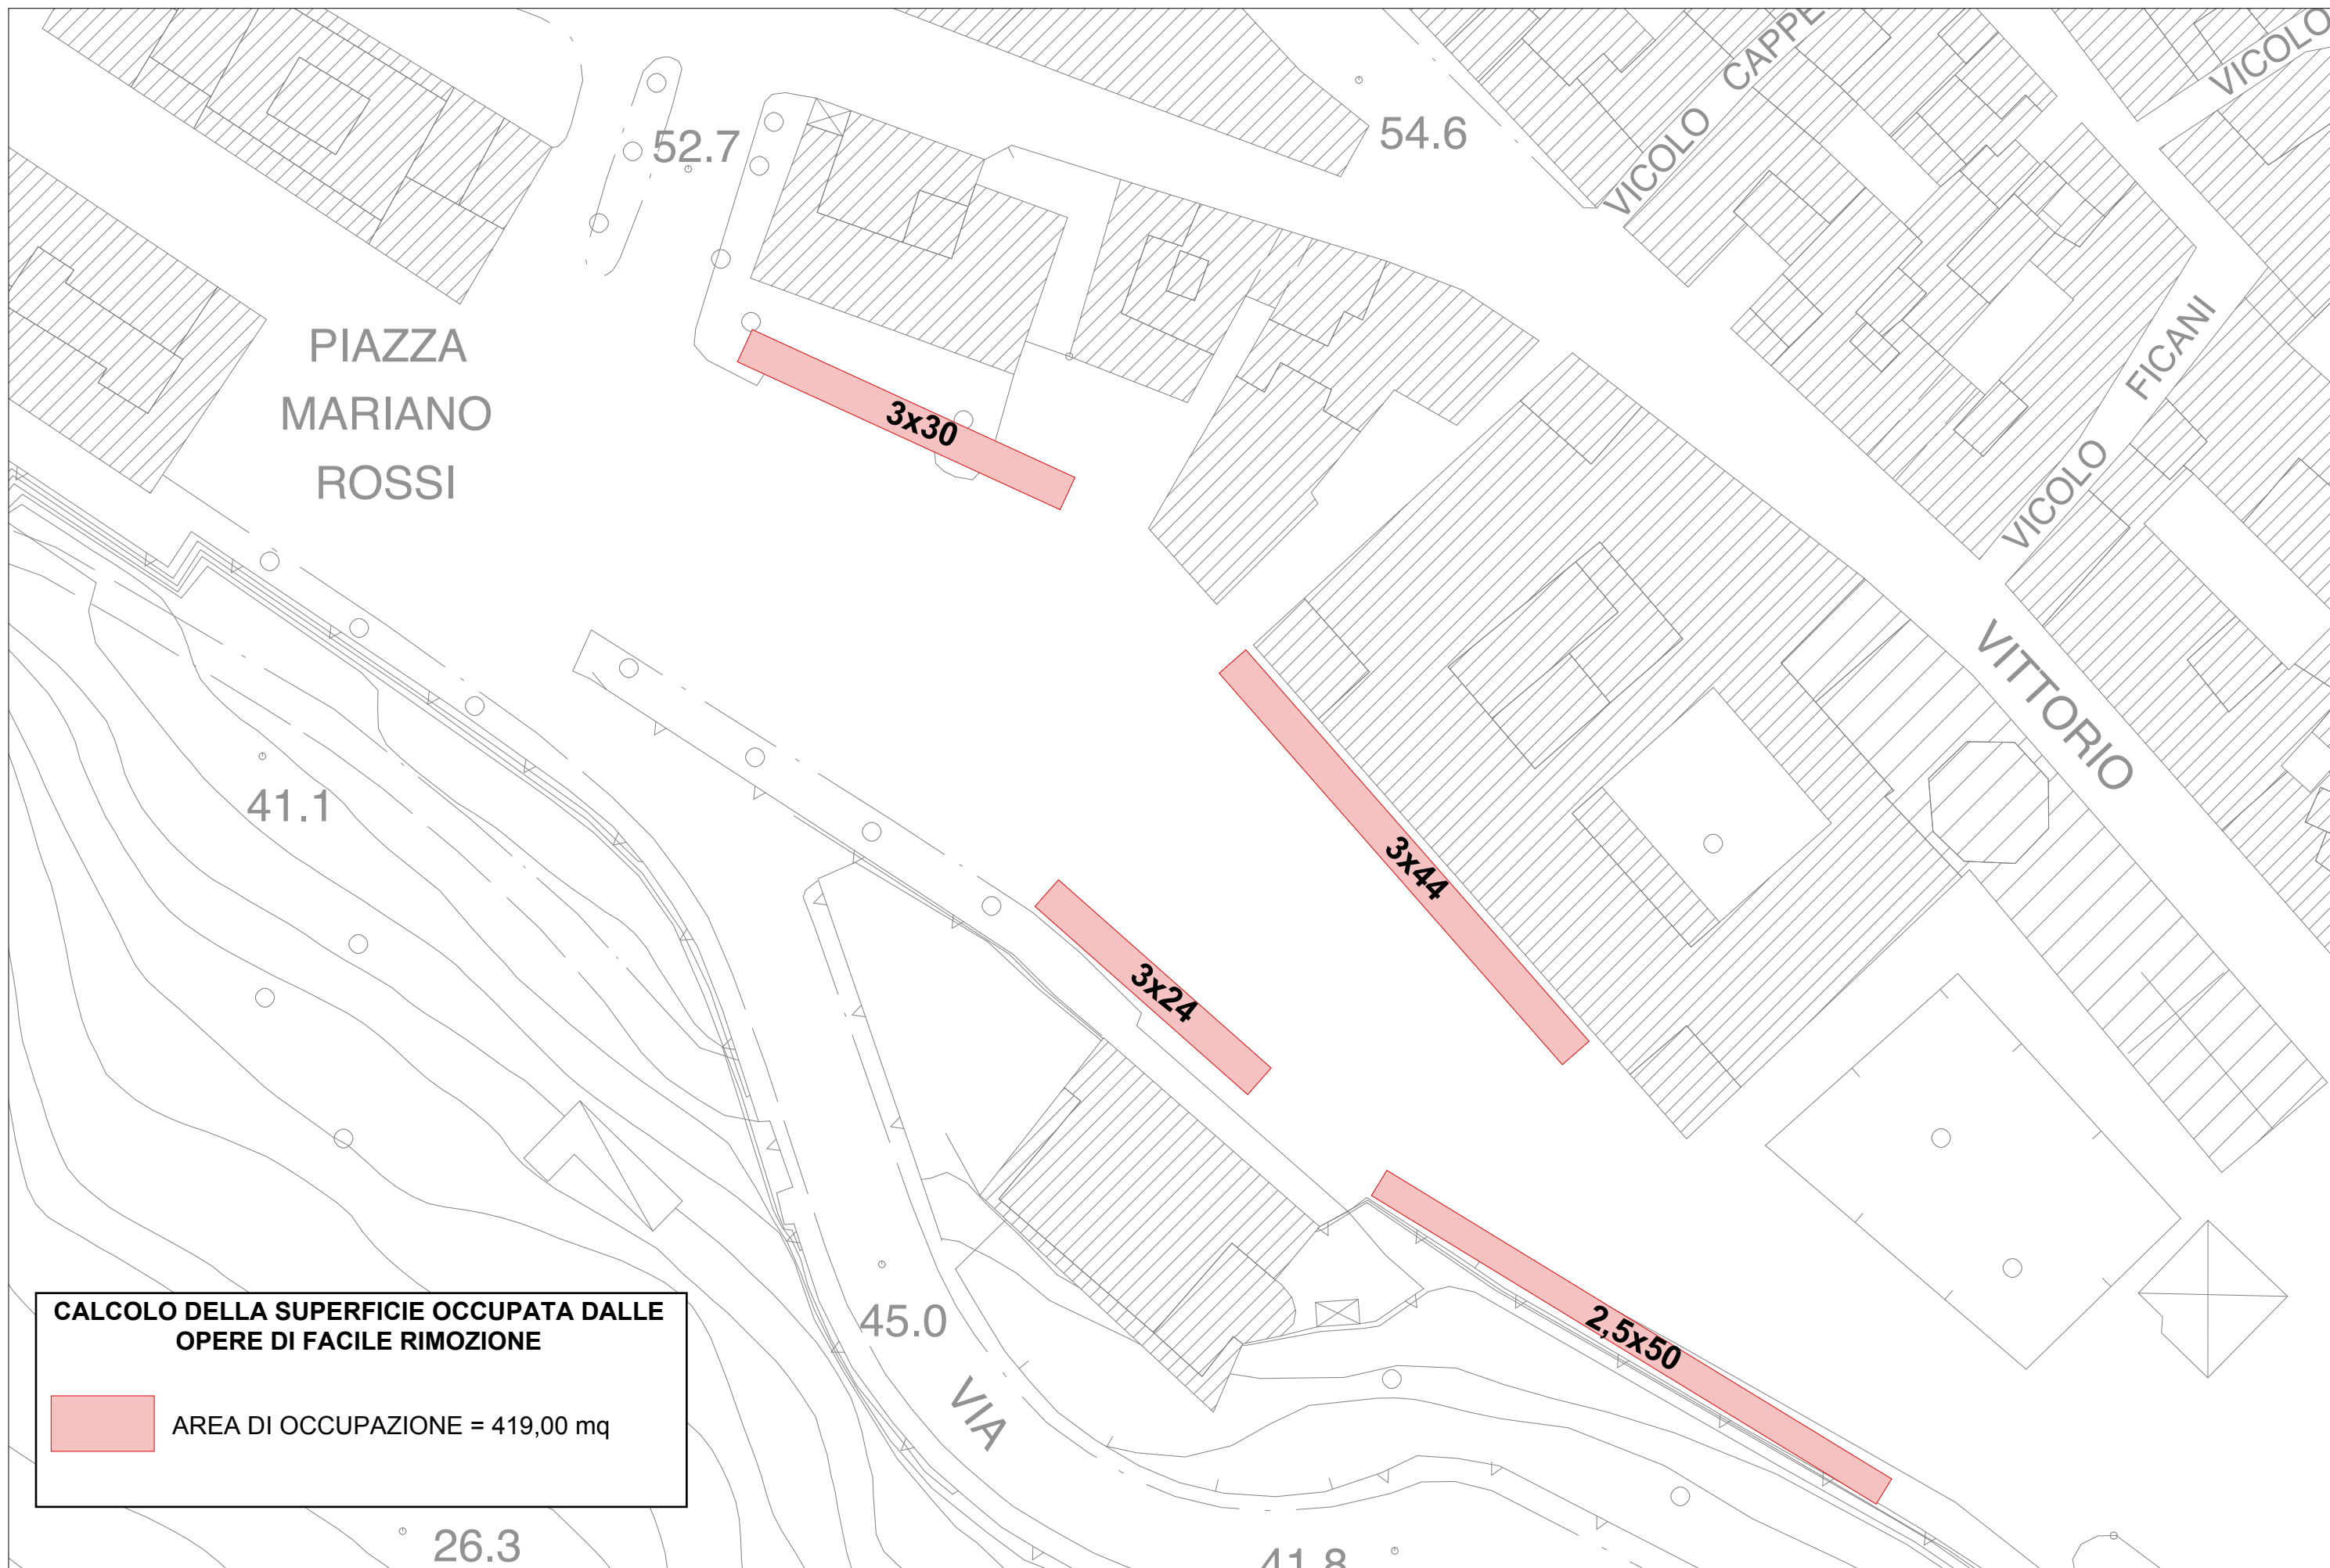 VICOLO CAPPE
VICOLO
52.7
54.6
PIAZZA
MARIANO
ROSSI
3x30
VICOLO FICANI
VITTORIO
41.1
3x44
3x24
45.0
2,5x50
VIA
CALCOLO DELLA SUPERFICIE OCCUPATA DALLE
OPERE DI FACILE RIMOZIONE
AREA DI OCCUPAZIONE = 419,00 mq
26.3
41.8